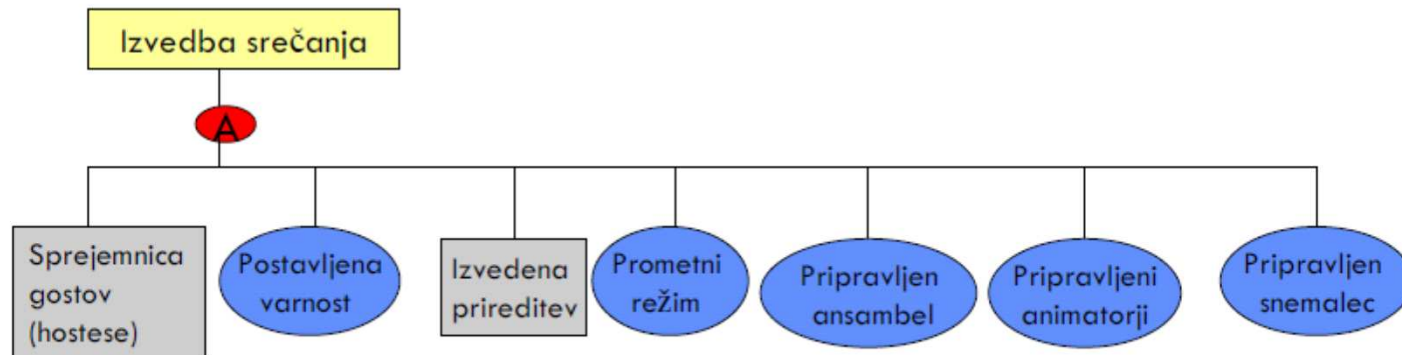 Izvedba srečanja
A
Sprejemnica
gostov
(hostese)
Postavljena
varnost
Izvedena
prireditev
Prometni
režim
Pripravljen
ansambel
Pripravljeni
animatorji
Pripravljen
snemalec